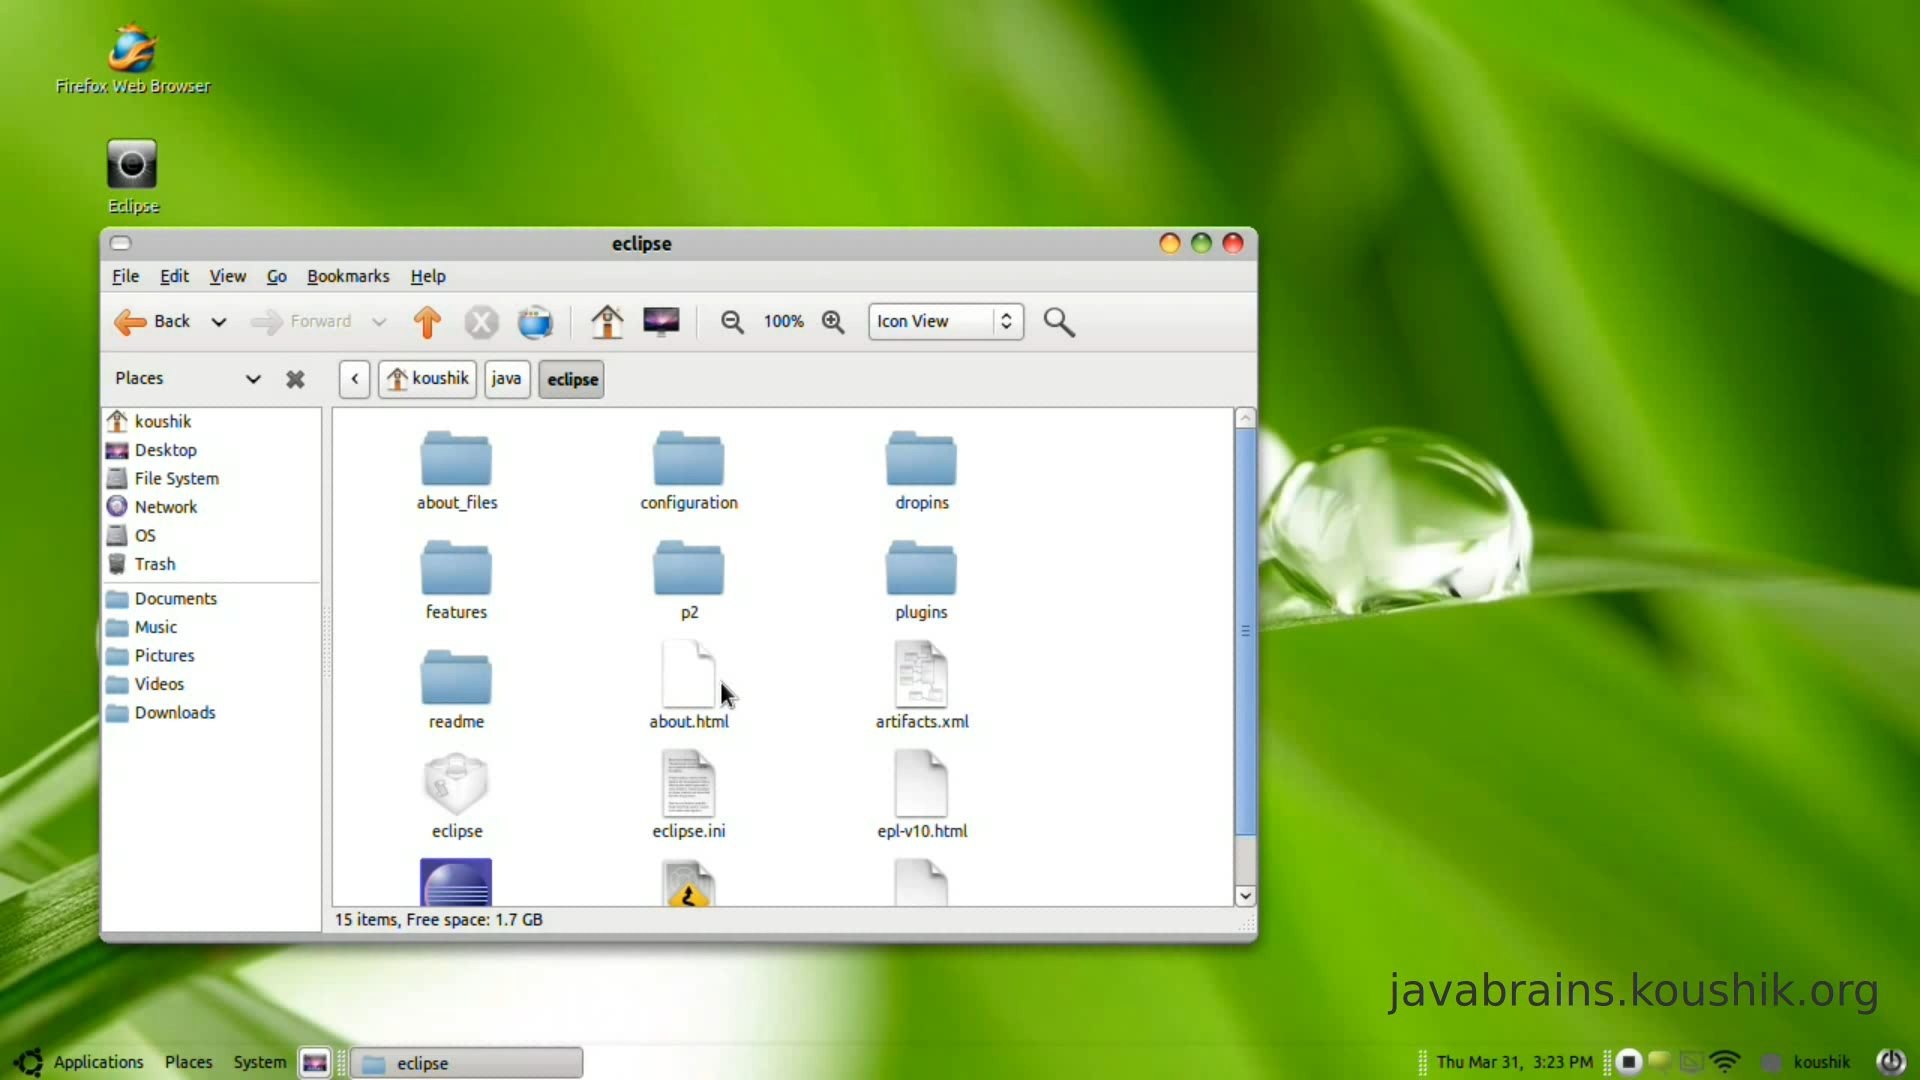 Firefox Web Browser
Eclipse
eclipse
File Edit View Go Bookmarks Help
Back Forward 100% Icon View
Places koushik java eclipse
koushik
Desktop
File System
Network
OS
Trash
Documents
Music
Pictures
Videos
Downloads
about_files configuration dropins
features p2 plugins
readme about.html artifacts.xml
eclipse eclipse.ini epl-v10.html
15 items, Free space: 1.7 GB
javabrains.koushik.org
Applications Places System eclipse Thu Mar 31, 3:23 PM koushik